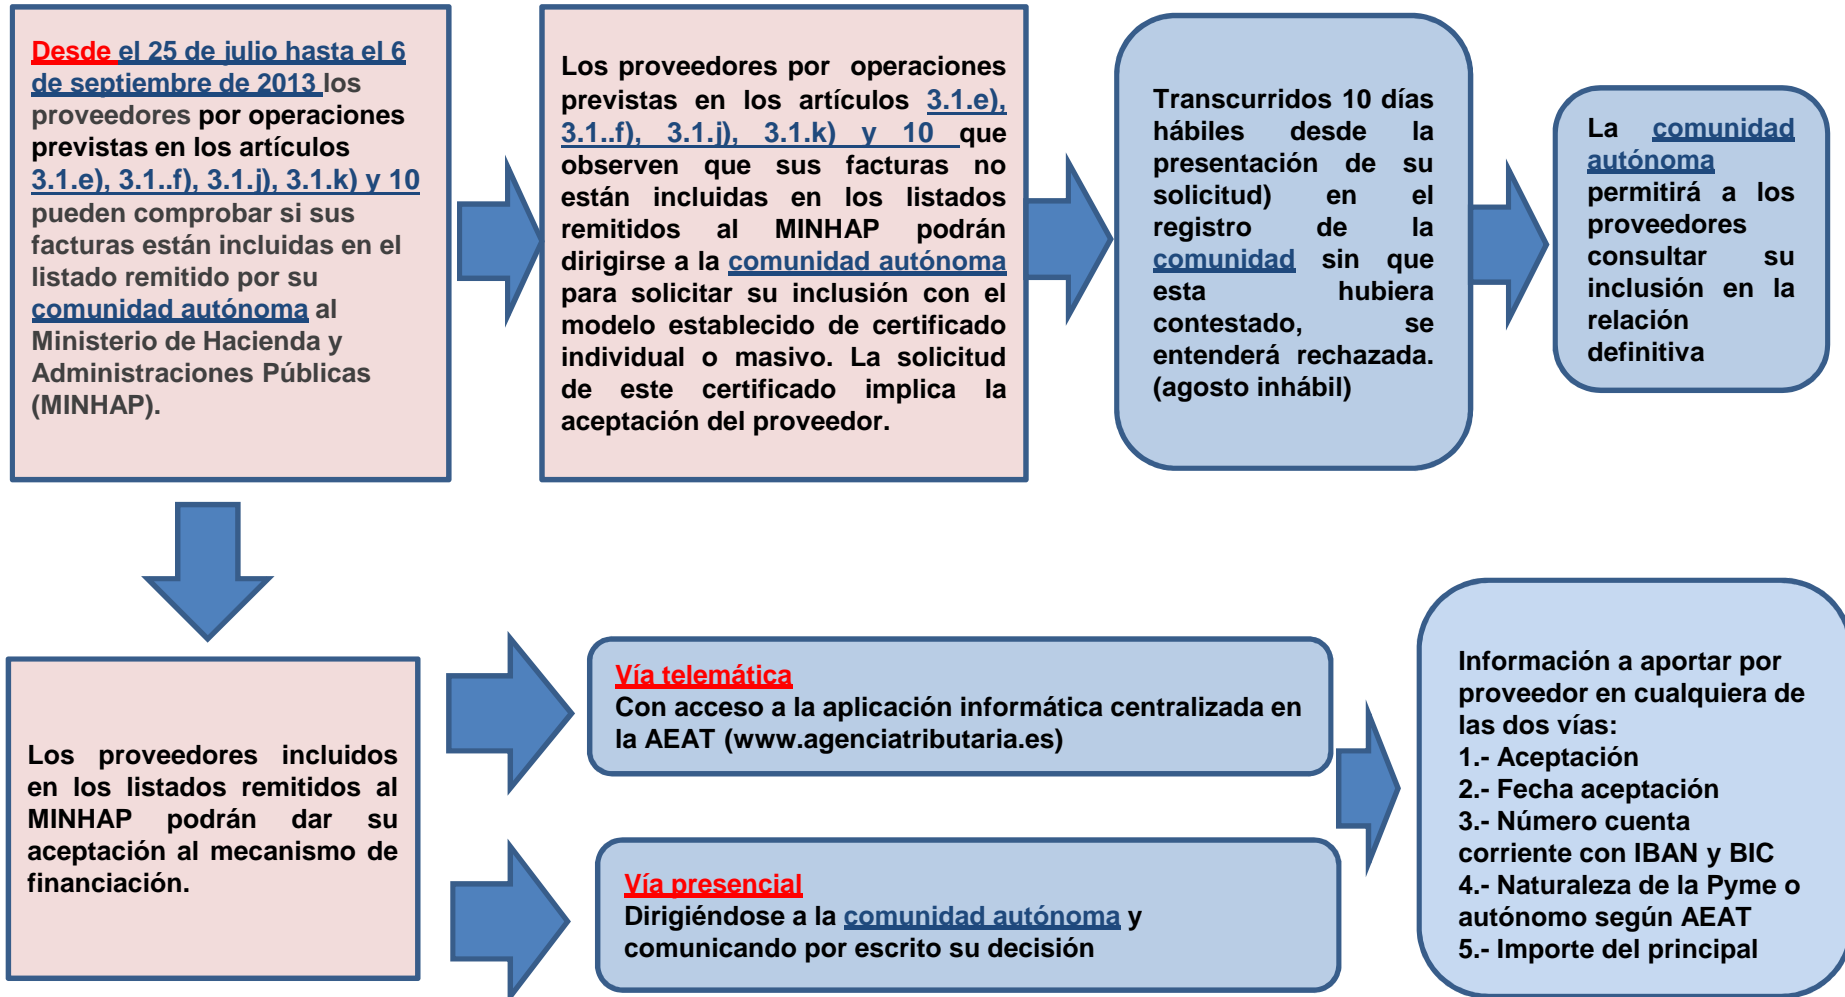 Desde el 25 de julio hasta el 6
de septiembre de 2013 los
proveedores por operaciones
previstas en los artículos
3.1.e), 3.1..f), 3.1.j), 3.1.k) y 10
pueden comprobar si sus
facturas están incluidas en el
listado remitido por su
comunidad autónoma al
Ministerio de Hacienda y
Administraciones Públicas
(MINHAP).
Los proveedores por operaciones
previstas en los artículos 3.1.e),
3.1..f), 3.1.j), 3.1.k) y 10 que
observen que sus facturas no
están incluidas en los listados
remitidos al MINHAP podrán
dirigirse a la comunidad autónoma
para solicitar su inclusión con el
modelo establecido de certificado
individual o masivo. La solicitud
de este certificado implica la
aceptación del proveedor.
Transcurridos 10 días
hábiles desde la
presentación de su
solicitud) en el
registro de la
comunidad sin que
esta hubiera
contestado, se
entenderá rechazada.
(agosto inhábil)
La comunidad
autónoma
permitirá a los
proveedores
consultar su
inclusión en la
relación
definitiva
Los proveedores incluidos
en los listados remitidos al
MINHAP podrán dar su
aceptación al mecanismo de
financiación.
Vía telemática
Con acceso a la aplicación informática centralizada en
la AEAT (www.agenciatributaria.es)
Vía presencial
Dirigiéndose a la comunidad autónoma y
comunicando por escrito su decisión
Información a aportar por
proveedor en cualquiera de
las dos vías:
1.- Aceptación
2.- Fecha aceptación
3.- Número cuenta
corriente con IBAN y BIC
4.- Naturaleza de la Pyme o
autónomo según AEAT
5.- Importe del principal